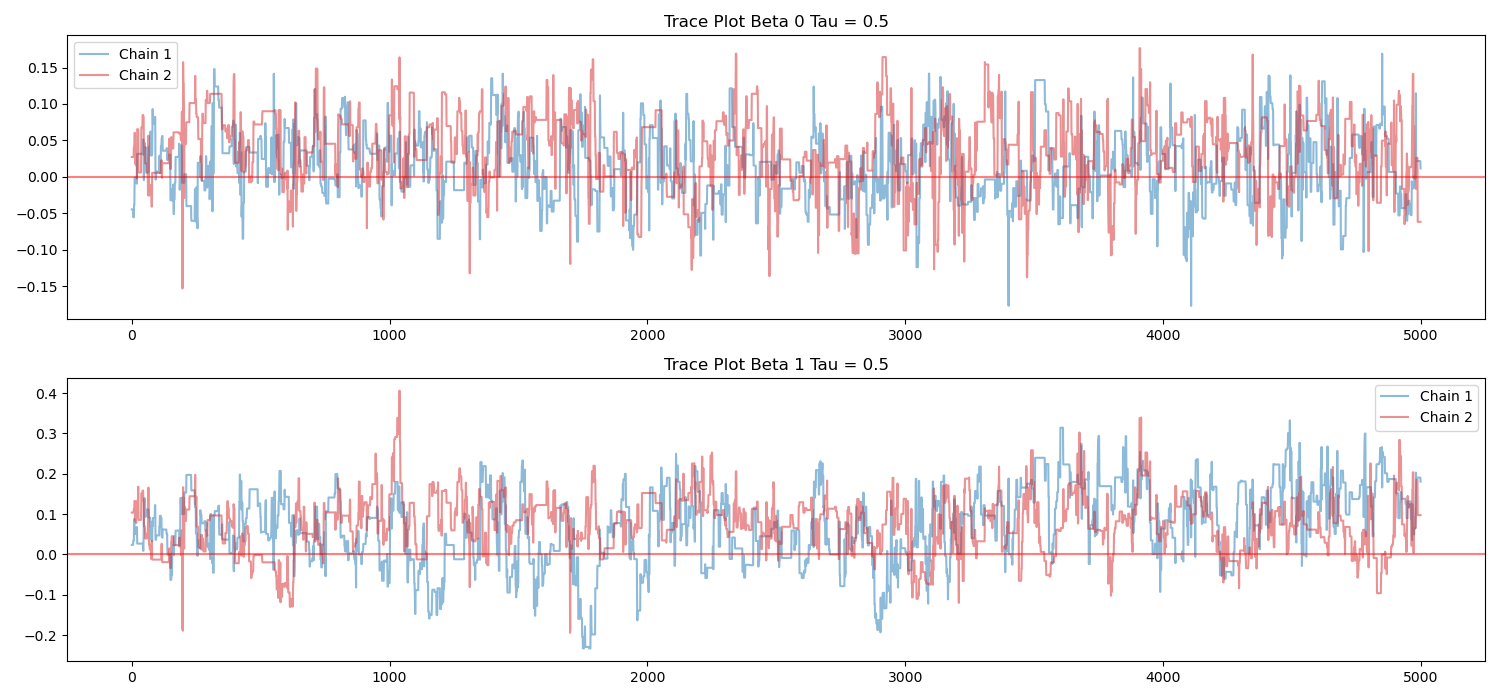 Trace Plot Beta 0 Tau = 0.5
Chain 1
Chain 2
0.15
0.10
0.05
0.00
−0.05
−0.10
−0.15
0 1000 2000 3000 4000 5000
Trace Plot Beta 1 Tau = 0.5
Chain 1
Chain 2
0.4
0.3
0.2
0.1
0.0
−0.1
−0.2
0 1000 2000 3000 4000 5000